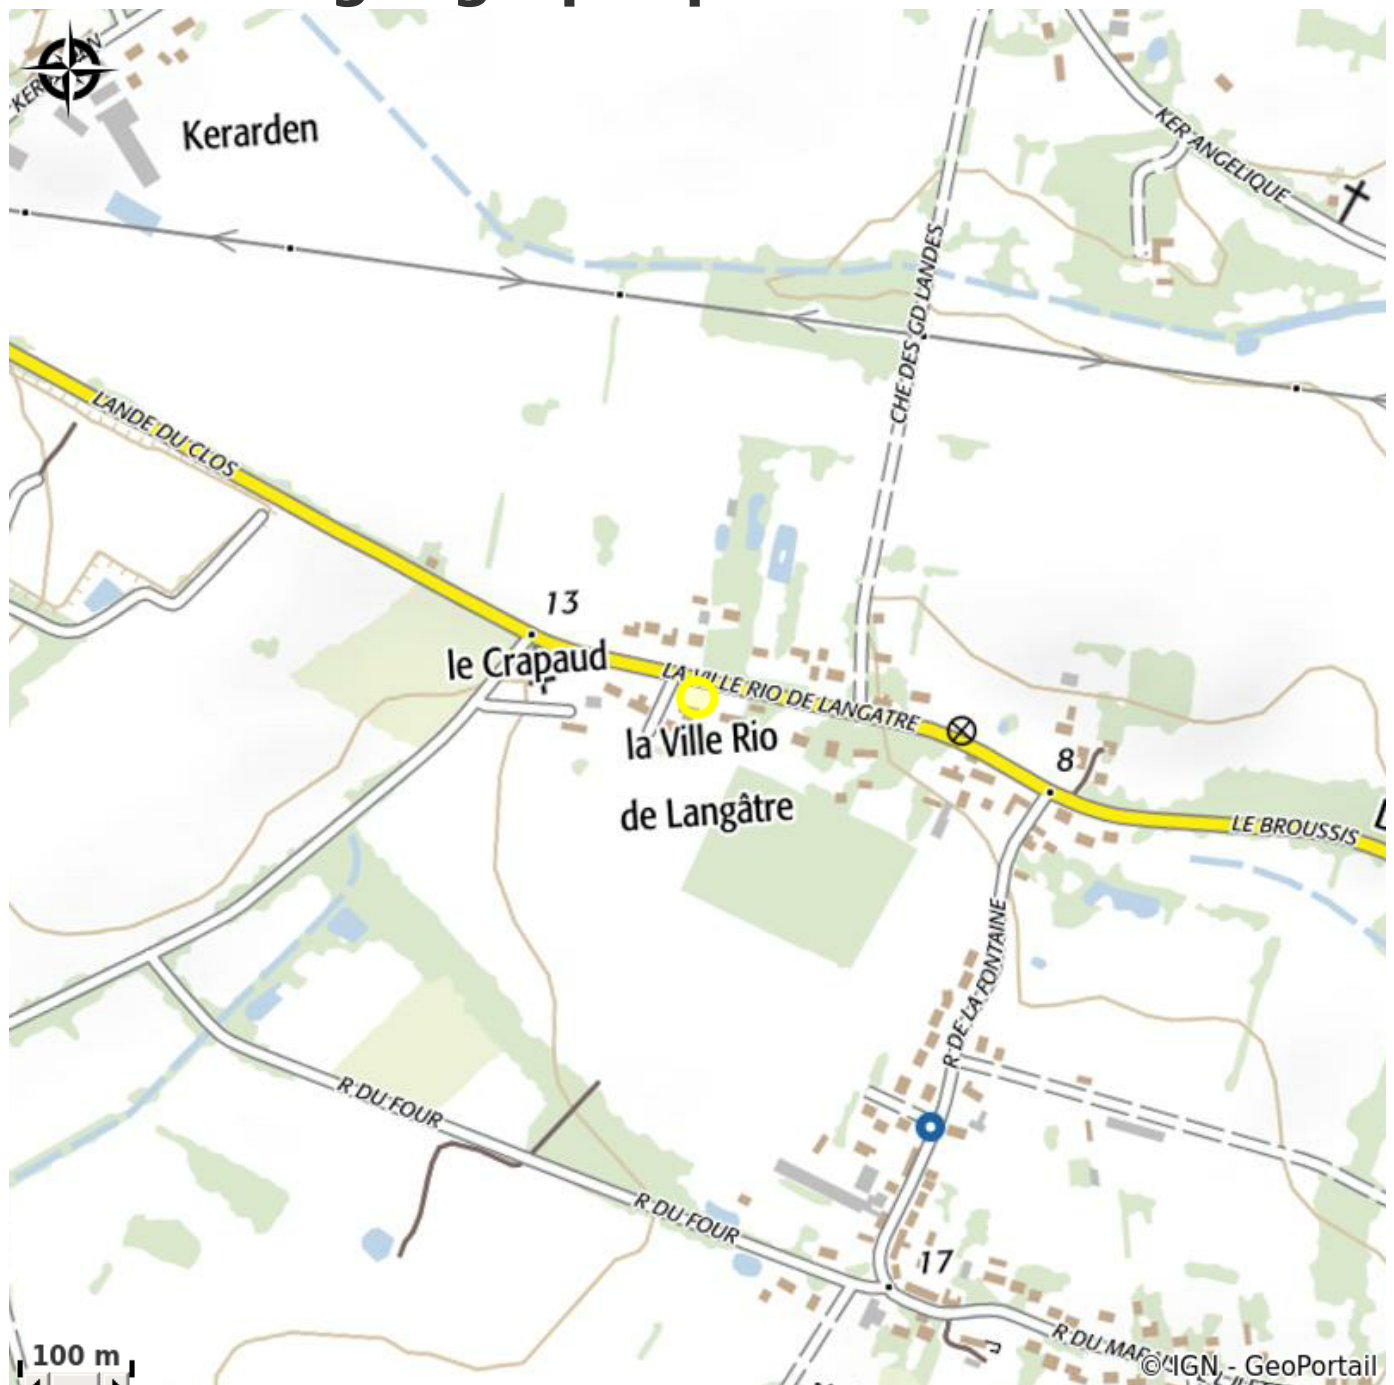 Kerarden
KER ANGELIQUE
CHE DES GD LANDES
LANDE DU CLOS
13
le Crapaud
LA VILLE RIO DE LANGATRE
la Ville Rio
de Langâtre
8
LE BROUSSIS
R DE LA FONTAINE
R DU FOUR
R DU FOUR
17
R DU
100 m
© IGN - GeoPortail